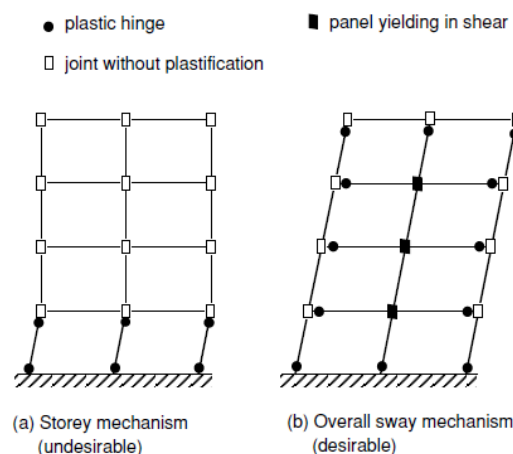 plastic hinge
panel yielding in shear
joint without plastification
(a) Storey mechanism
(undesirable)
(b) Overall sway mechanism
(desirable)